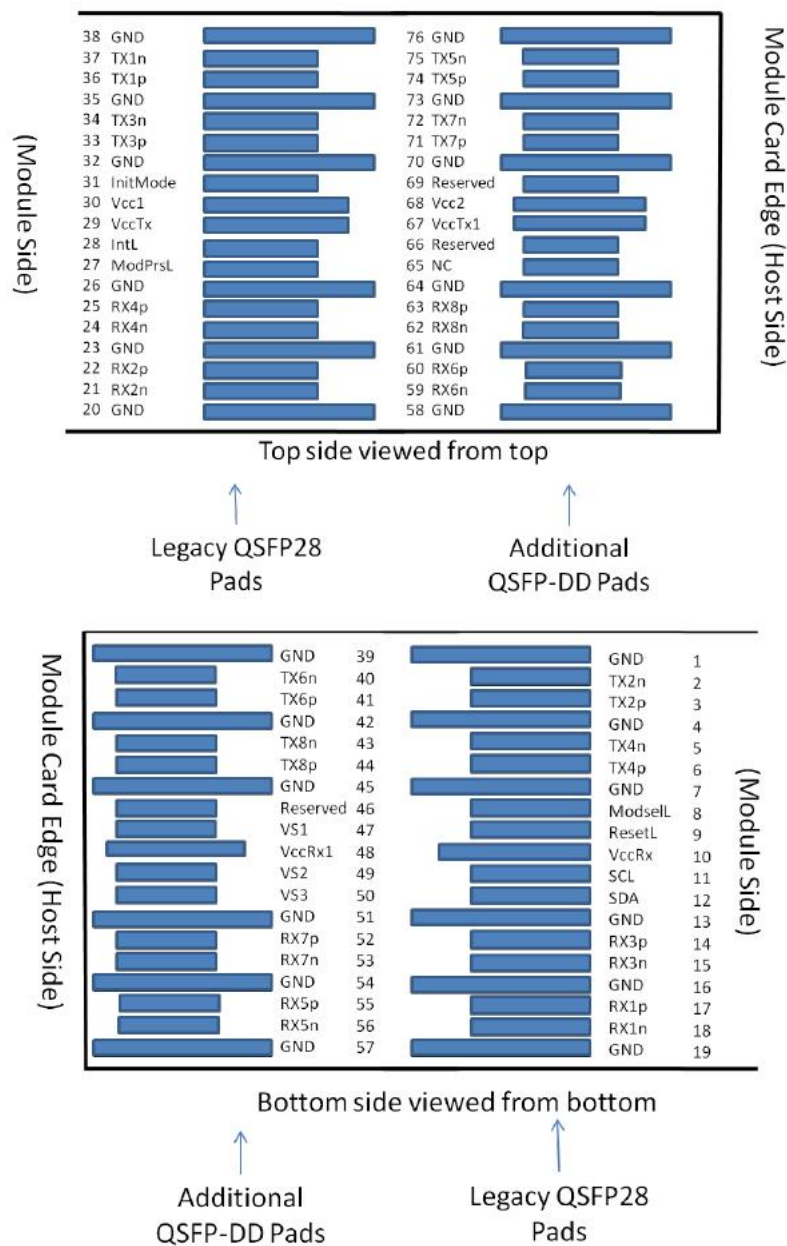 38 GND 76 GND
37 TX1n 75 TX5n
36 TX1p 74 TX5p
35 GND 73 GND
34 TX3n 72 TX7n
33 TX3p 71 TX7p
32 GND 70 GND
31 InitMode 69 Reserved
30 Vcc1 68 Vcc2
29 VccTx 67 VccTx1
28 IntL 66 Reserved
27 ModPrsL 65 NC
26 GND 64 GND
25 RX4p 63 RX8p
24 RX4n 62 RX8n
23 GND 61 GND
22 RX2p 60 RX6p
21 RX2n 59 RX6n
20 GND 58 GND
(Module Side)
Module Card Edge (Host Side)
Top side viewed from top
Legacy QSFP28
Pads
Additional
QSFP-DD Pads
GND 39 GND 1
TX6n 40 TX2n 2
TX6p 41 TX2p 3
GND 42 GND 4
TX8n 43 TX4n 5
TX8p 44 TX4p 6
GND 45 GND 7
Reserved 46 ModselL 8
VS1 47 ResetL 9
VccRx1 48 VccRx 10
VS2 49 SCL 11
VS3 50 SDA 12
GND 51 GND 13
RX7p 52 RX3p 14
RX7n 53 RX3n 15
GND 54 GND 16
RX5p 55 RX1p 17
RX5n 56 RX1n 18
GND 57 GND 19
Module Card Edge (Host Side)
(Module Side)
Bottom side viewed from bottom
Additional
QSFP-DD Pads
Legacy QSFP28
Pads